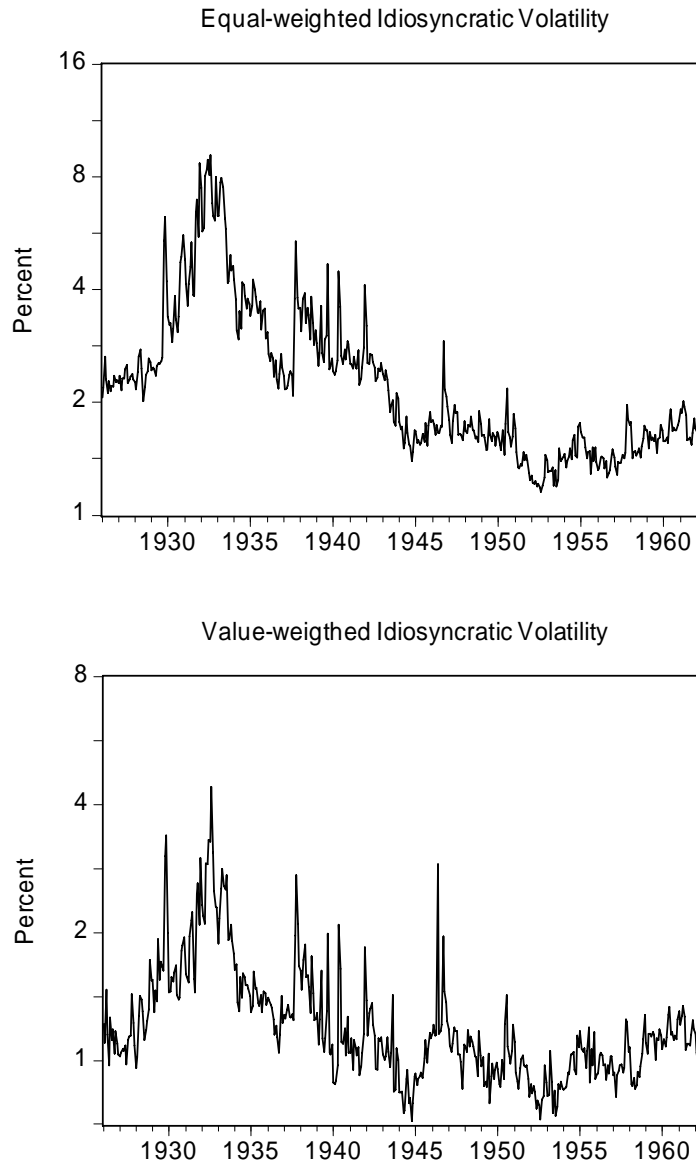 Equal-weighted Idiosyncratic Volatility
16
8
4
2
1
Percent
1930 1935 1940 1945 1950 1955 1960
Value-weigthed Idiosyncratic Volatility
8
4
2
1
Percent
1930 1935 1940 1945 1950 1955 1960